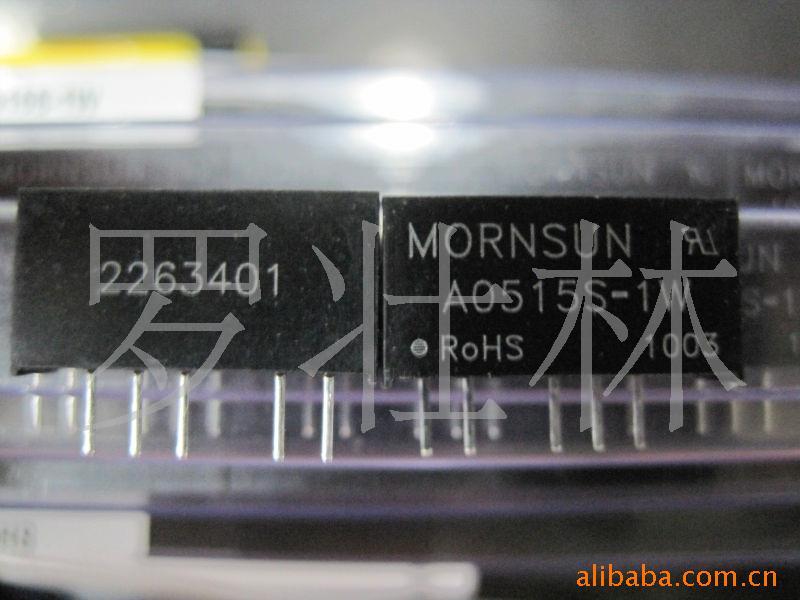 2263401
MORNSUN
A0515S-1W
RoHS 1003
罗壮林
alibaba.com.cn